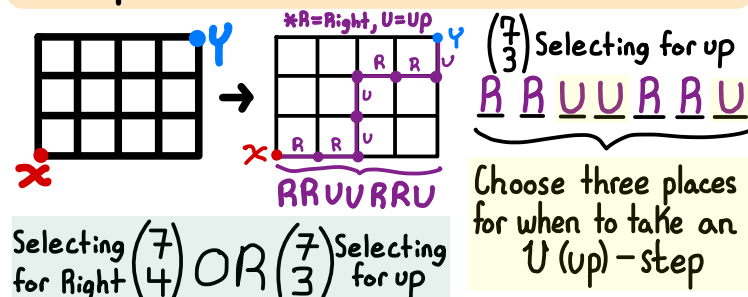 *R=Right, U=Up
Y
Y
R R U
U
U
R R
X
X
RRUURRU
Selecting for Right (7 4) OR (7 3) Selecting for up
(7 3) Selecting for up
R R U U R R U
Choose three places
for when to take an
U (up) - step